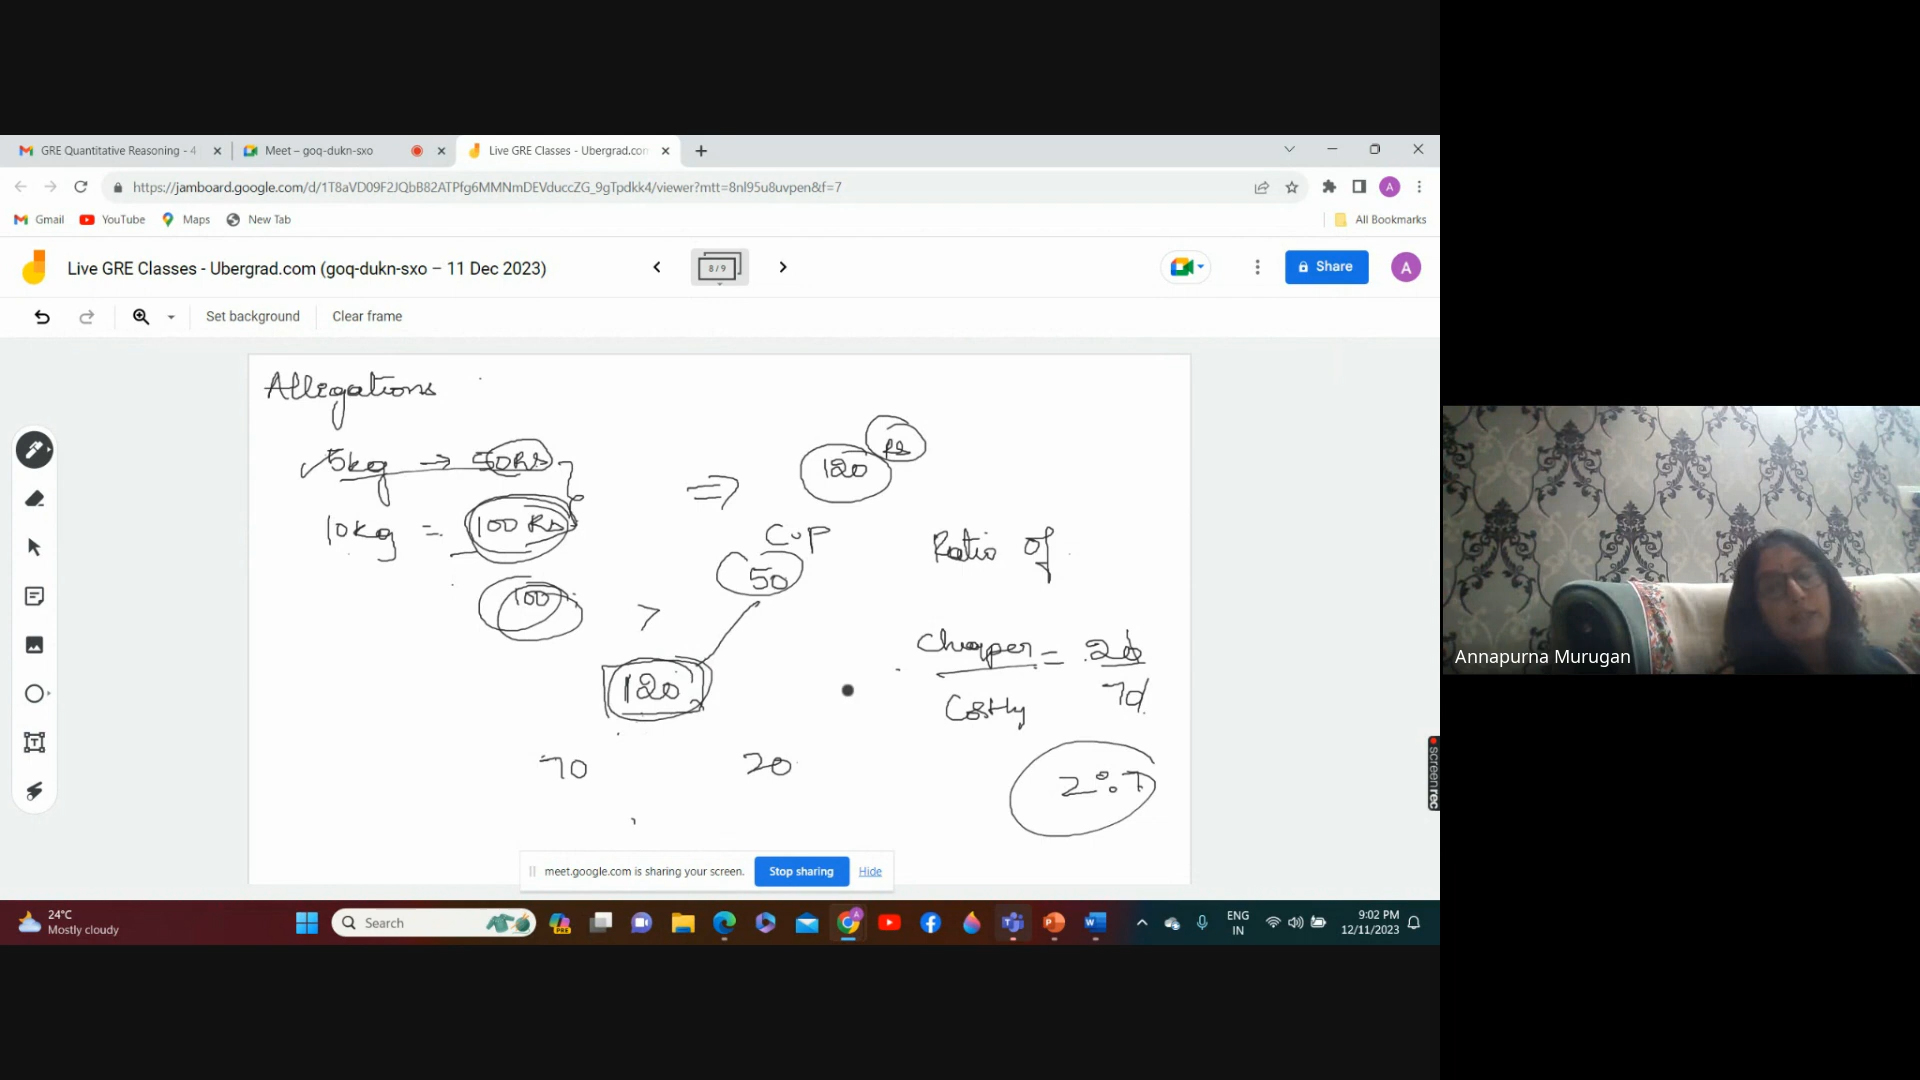 GRE Quantitative Reasoning - 4
Meet – goq-dukn-sxo
Live GRE Classes - Ubergrad.com
https://jamboard.google.com/d/1T8aVD09F2JQbB82ATPfg6MMNmDEVduccZG_9gTpdkk4/viewer?mtt=8nl95u8uvpen&f=7
A
Gmail
YouTube
Maps
New Tab
All Bookmarks
Live GRE Classes - Ubergrad.com (goq-dukn-sxo – 11 Dec 2023)
8/9
Share
A
Set background
Clear frame
Allegations
5kg → 50RS
10kg = 100 Rs
⇒ 120 RS
C.P
50
100
>
120
70 20
Ratio of
Cheaper = 20
Costly 70
2:7
Annapurna Murugan
screenrec
meet.google.com is sharing your screen.
Stop sharing
Hide
24°C
Mostly cloudy
Search
PRE
ENG
IN
9:02 PM
12/11/2023